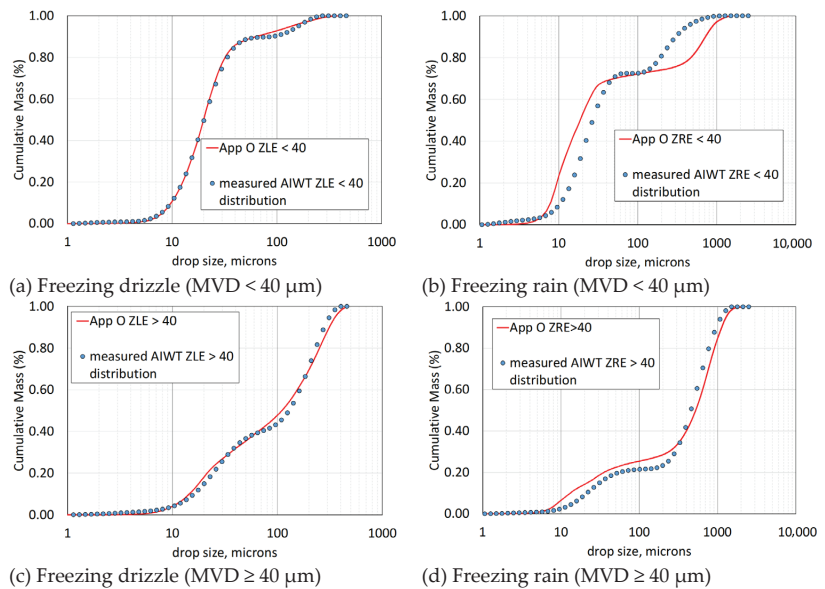 Cumulative Mass (%)
1.00
0.80
0.60
0.40
0.20
0.00
App O ZLE < 40
measured AIWT ZLE < 40
distribution
1 10 100 1000
drop size, microns
(a) Freezing drizzle (MVD < 40 µm)
Cumulative Mass (%)
1.00
0.80
0.60
0.40
0.20
0.00
App O ZRE < 40
measured AIWT ZRE < 40
distribution
1 10 100 1000 10,000
drop size, microns
(b) Freezing rain (MVD < 40 µm)
Cumulative Mass (%)
1.00
0.80
0.60
0.40
0.20
0.00
App O ZLE > 40
measured AIWT ZLE > 40
distribution
1 10 100 1000
drop size, microns
(c) Freezing drizzle (MVD ≥ 40 µm)
Cumulative Mass (%)
1.00
0.80
0.60
0.40
0.20
0.00
App O ZRE>40
measured AIWT ZRE > 40
distribution
1 10 100 1000 10,000
drop size, microns
(d) Freezing rain (MVD ≥ 40 µm)